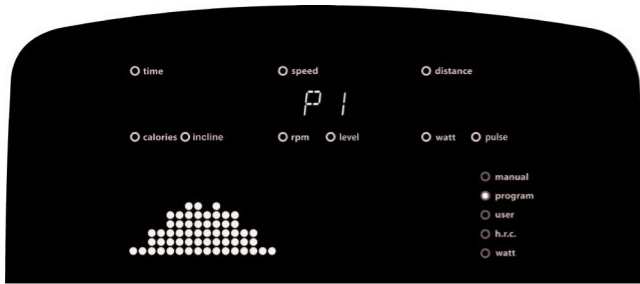 time speed distance
P1
calories incline rpm level watt pulse
manual
program
user
h.r.c.
watt